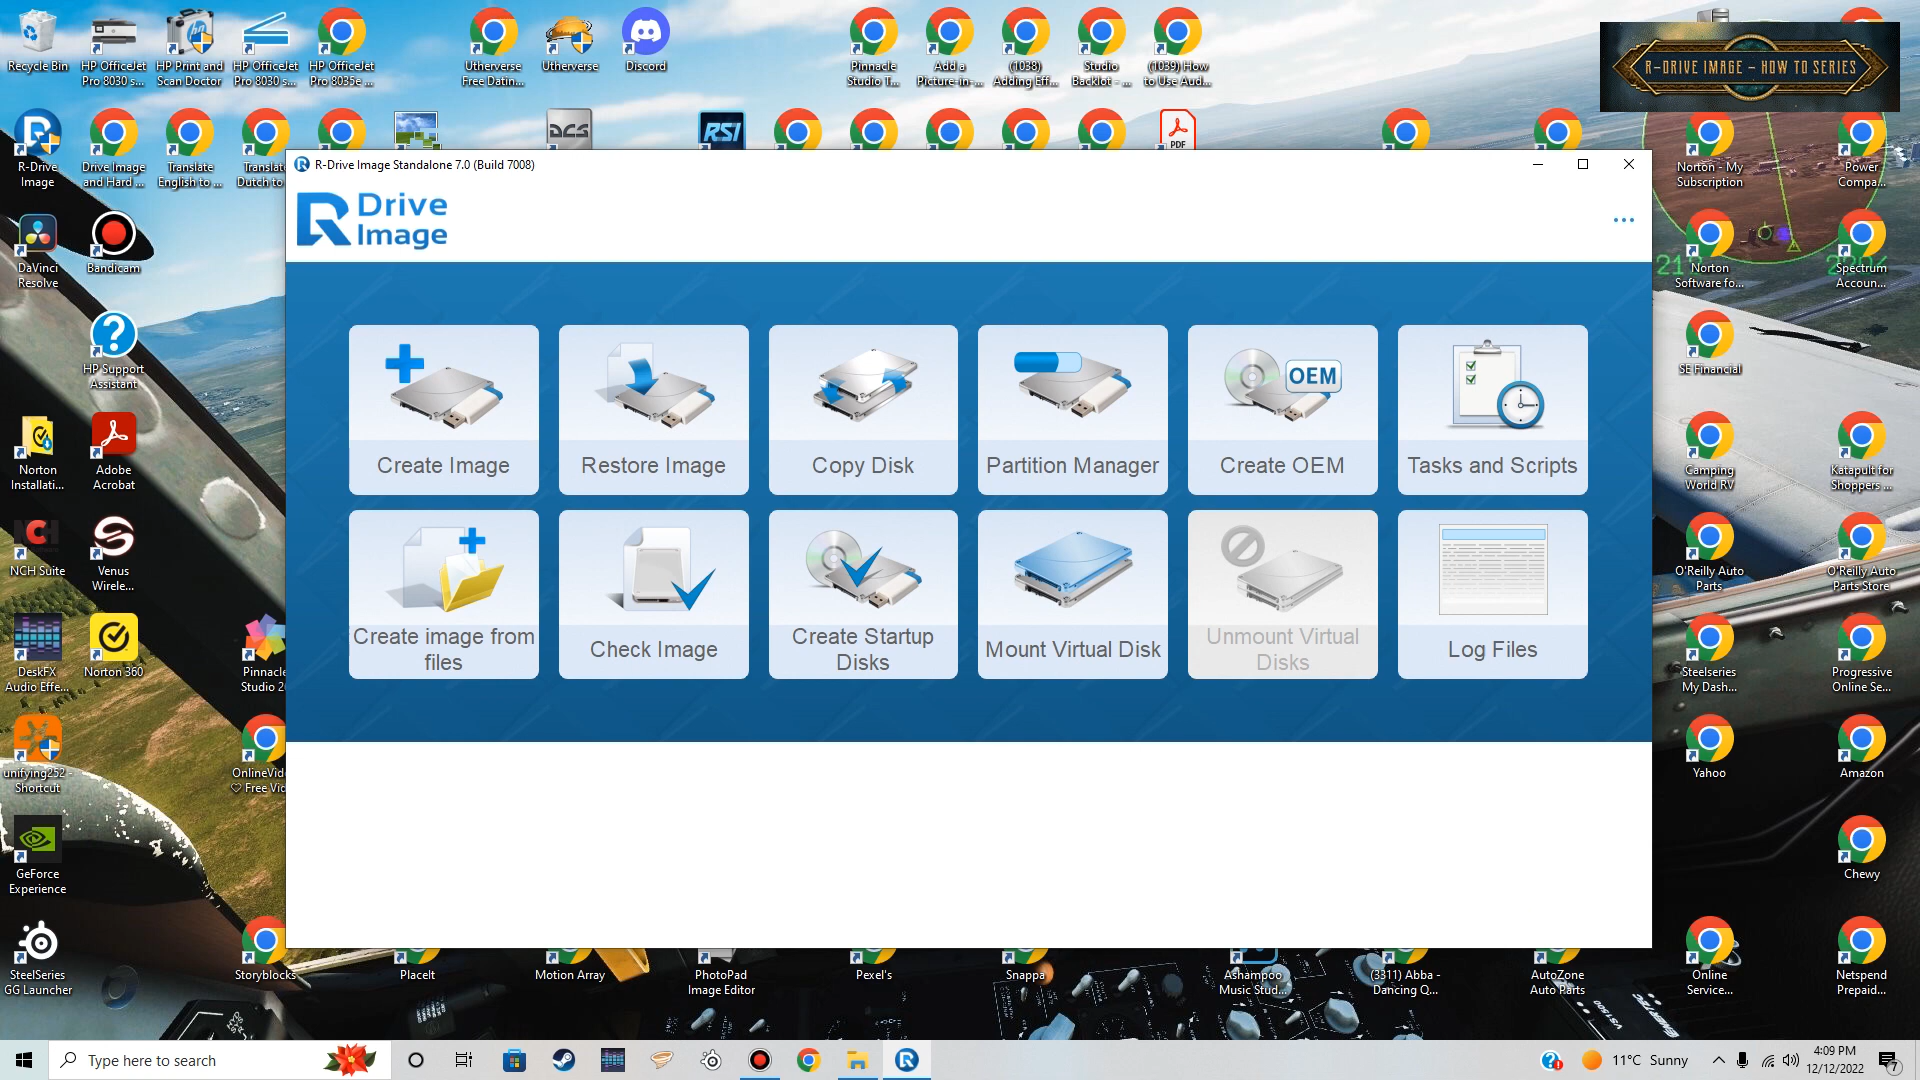 Recycle Bin
HP OfficeJet
Pro 8030 s...
HP Print and
Scan Doctor
HP OfficeJet
Pro 8030 s...
HP OfficeJet
Pro 8035e ...
Utherverse
Free Datin...
Utherverse
Discord
Pinnacle
Studio T...
Add a
Picture-in-...
(1038)
Adding Eff...
Studio
Backlot - ...
(1039) How
to Use Aud...
R-DRIVE IMAGE - HOW TO SERIES
R-Drive
Image
Drive Image
and Hard ...
Translate
English to ...
Translat
Dutch to
DCS
RSI
PDF
Norton - My
Subscription
Power
Compa...
R-Drive Image Standalone 7.0 (Build 7008)
Drive
Image
DaVinci
Resolve
Bandicam
Norton
Software fo...
Spectrum
Accoun...
HP Support
Assistant
SE Financial
Create Image
Restore Image
Copy Disk
Partition Manager
OEM
Create OEM
Tasks and Scripts
Norton
Installati...
Adobe
Acrobat
Camping
World RV
Katapult for
Shoppers ...
NCH
NCH Suite
Venus
Wirele...
O'Reilly Auto
Parts
O'Reilly Auto
Parts Store
Create image from
files
Check Image
Create Startup
Disks
Mount Virtual Disk
Unmount Virtual
Disks
Log Files
DeskFX
Audio Effe...
Norton 360
Pinnacle
Studio 2
Steelseries
My Dash...
Progressive
Online Se...
unifying252 -
Shortcut
OnlineVid
♡ Free Vid
Yahoo
Amazon
GeForce
Experience
Chewy
SteelSeries
GG Launcher
Storyblocks
PlaceIt
Motion Array
PhotoPad
Image Editor
Pexel's
Snappa
Ashampoo
Music Stud...
(3311) Abba -
Dancing Q...
AutoZone
Auto Parts
Online
Service...
Netspend
Prepaid...
VS1500
Type here to search
11°C Sunny
4:09 PM
12/12/2022
7